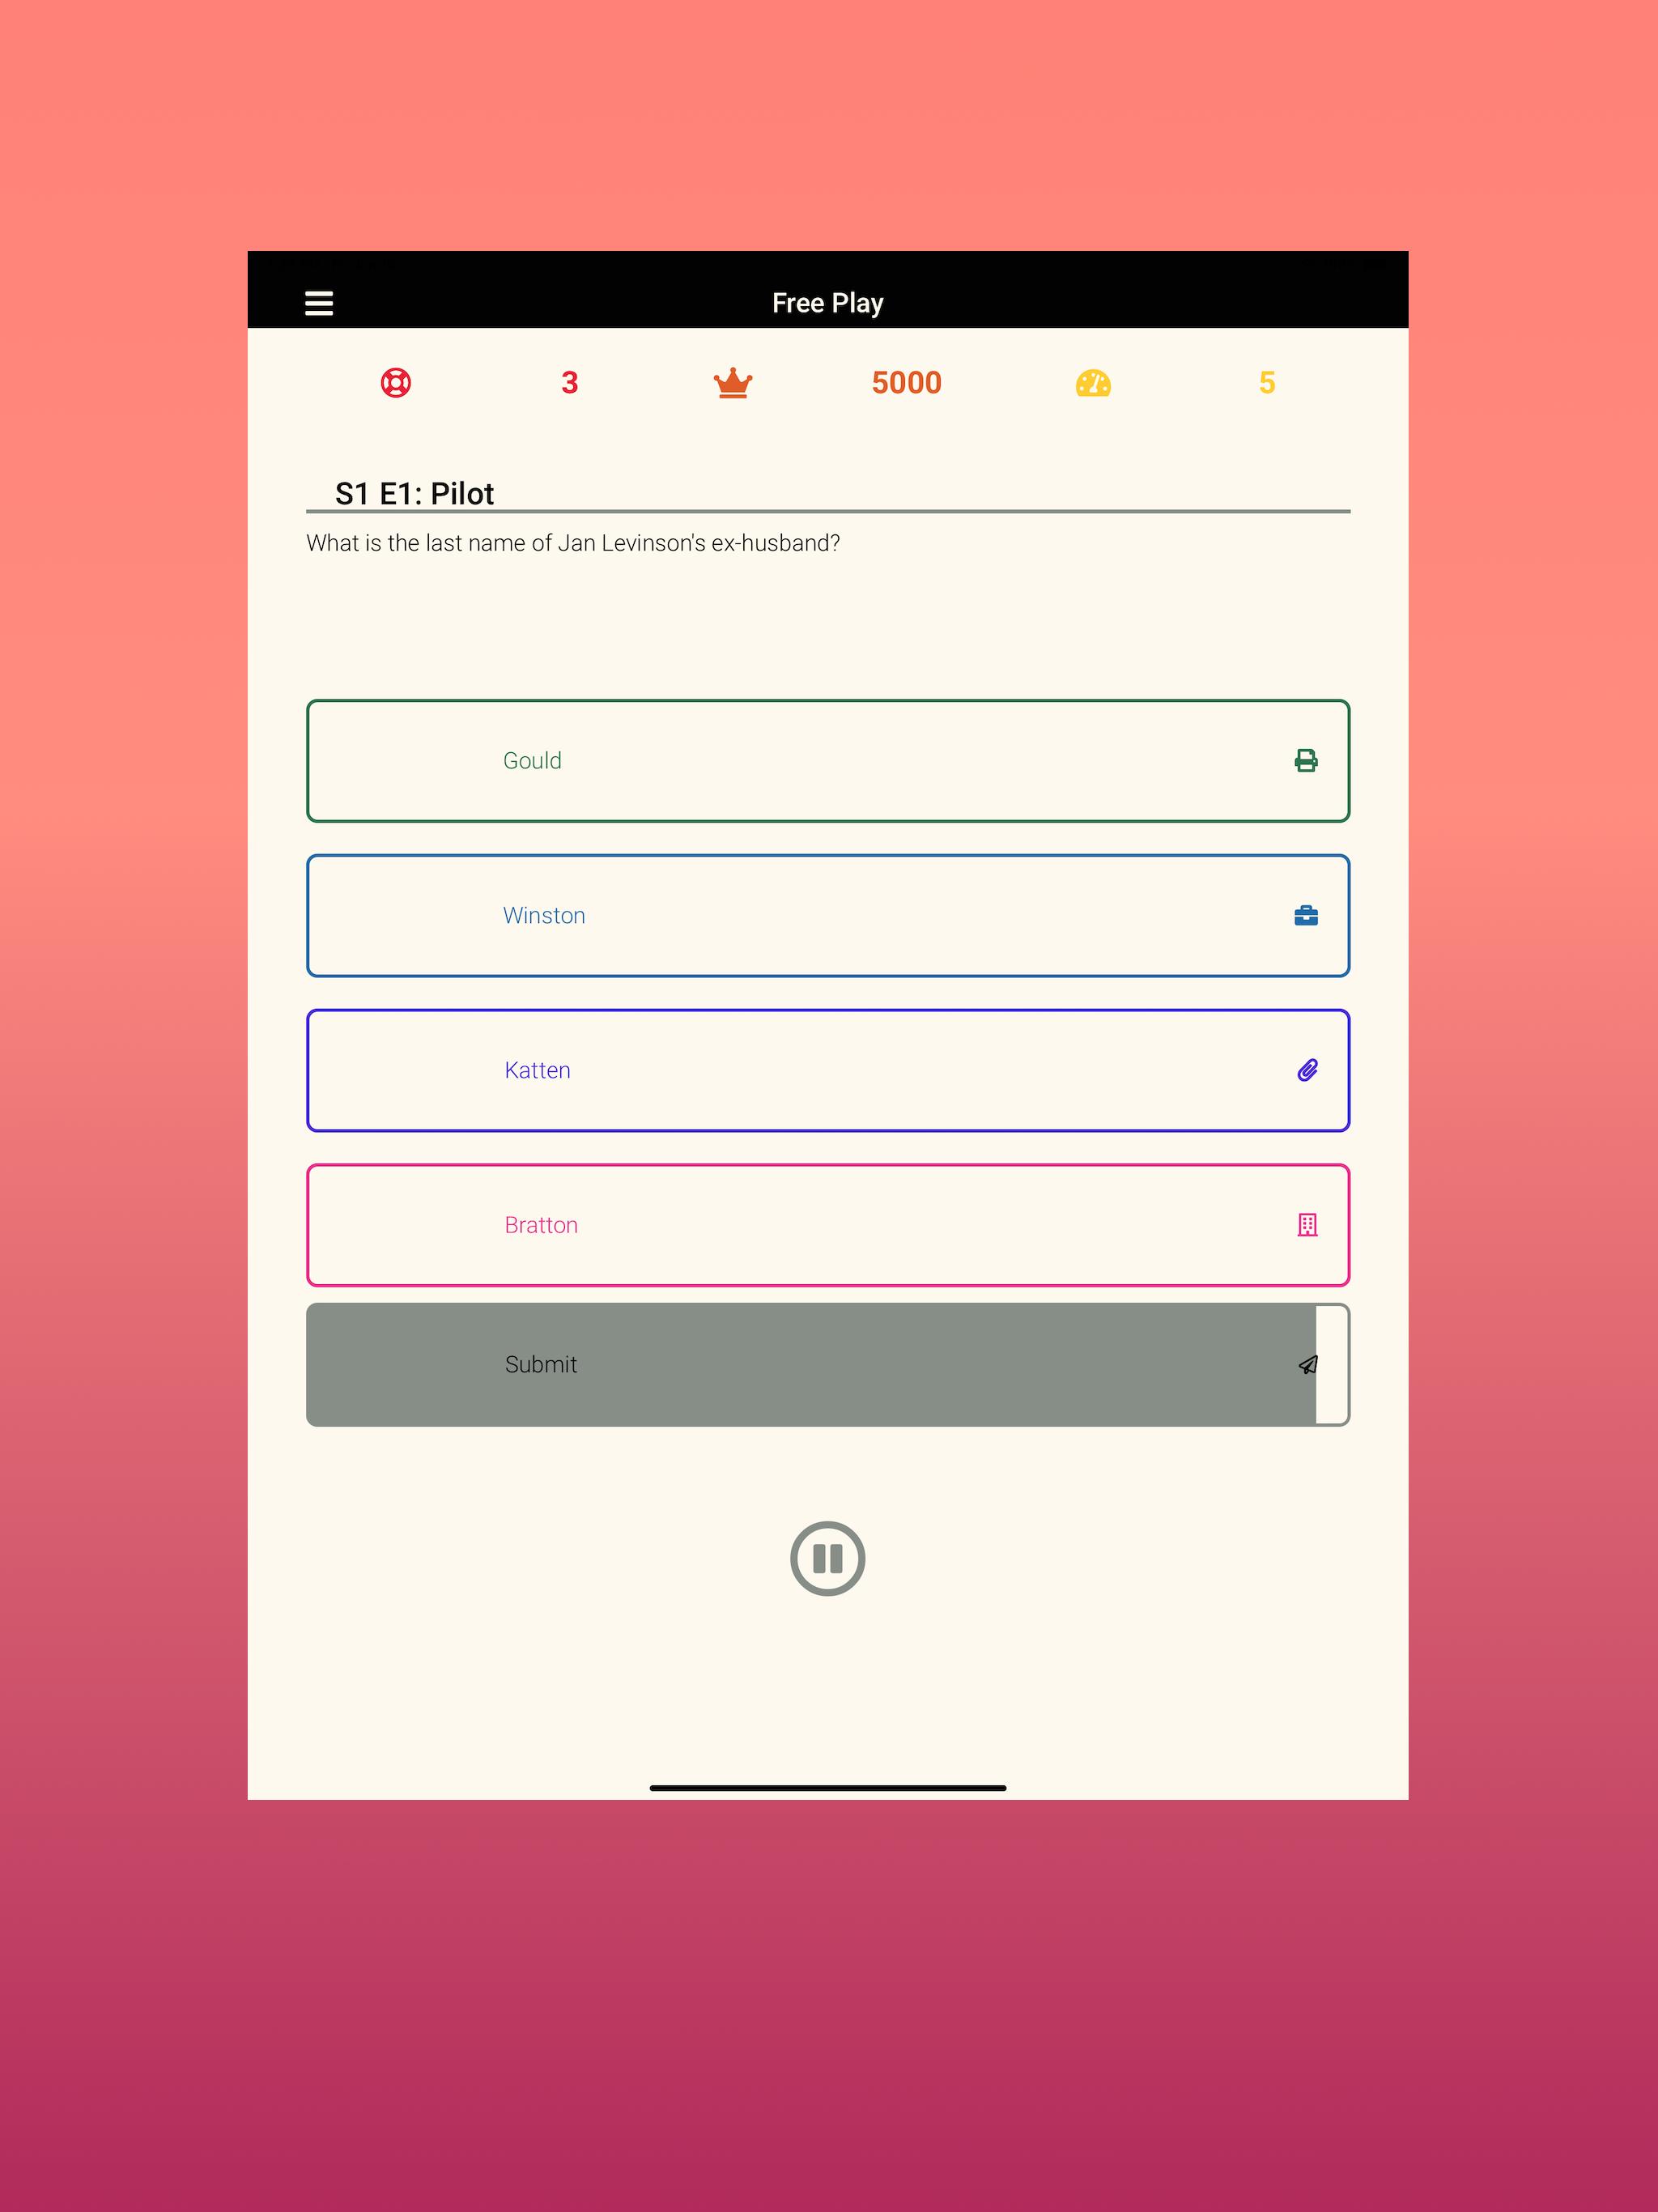 Free Play
3 5000 5
S1 E1: Pilot
What is the last name of Jan Levinson's ex-husband?
Gould
Winston
Katten
Bratton
Submit